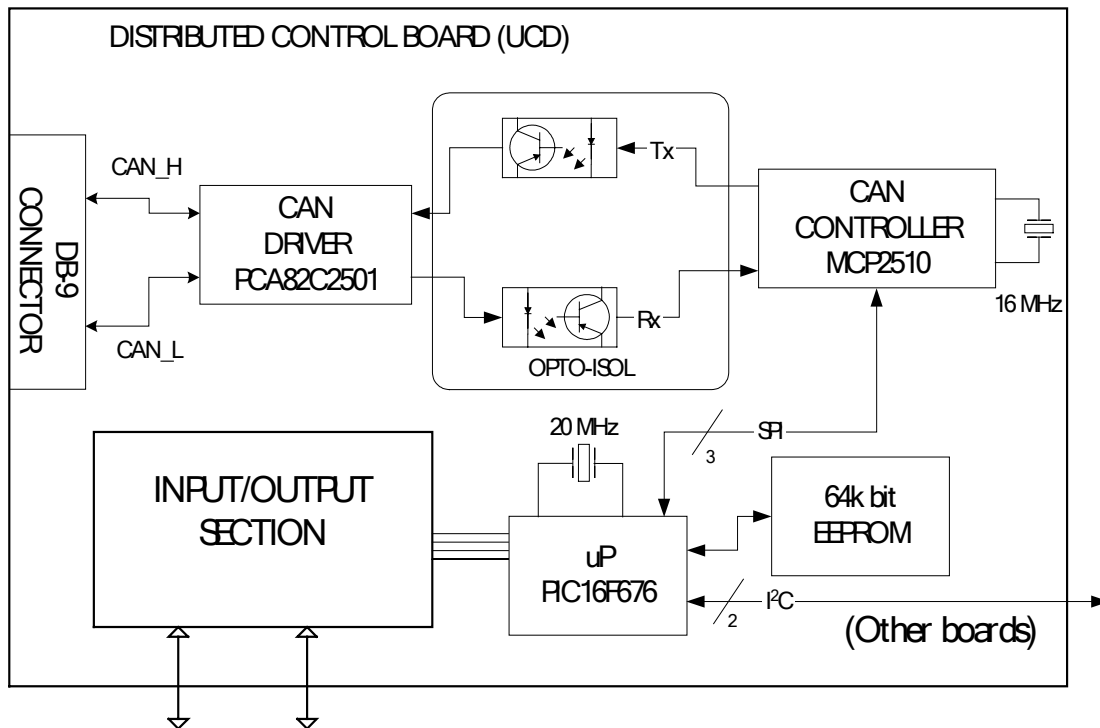 DISTRIBUTED CONTROL BOARD (UCD)
DB-9
CONNECTOR
CAN_H
CAN_L
CAN
DRIVER
PCA82C2501
Tx
Rx
OPTO-ISOL
CAN
CONTROLLER
MCP2510
16 MHz
SPI
3
20 MHz
INPUT/OUTPUT
SECTION
uP
PIC16F676
64k bit
EEPROM
I²C
2
(Other boards)